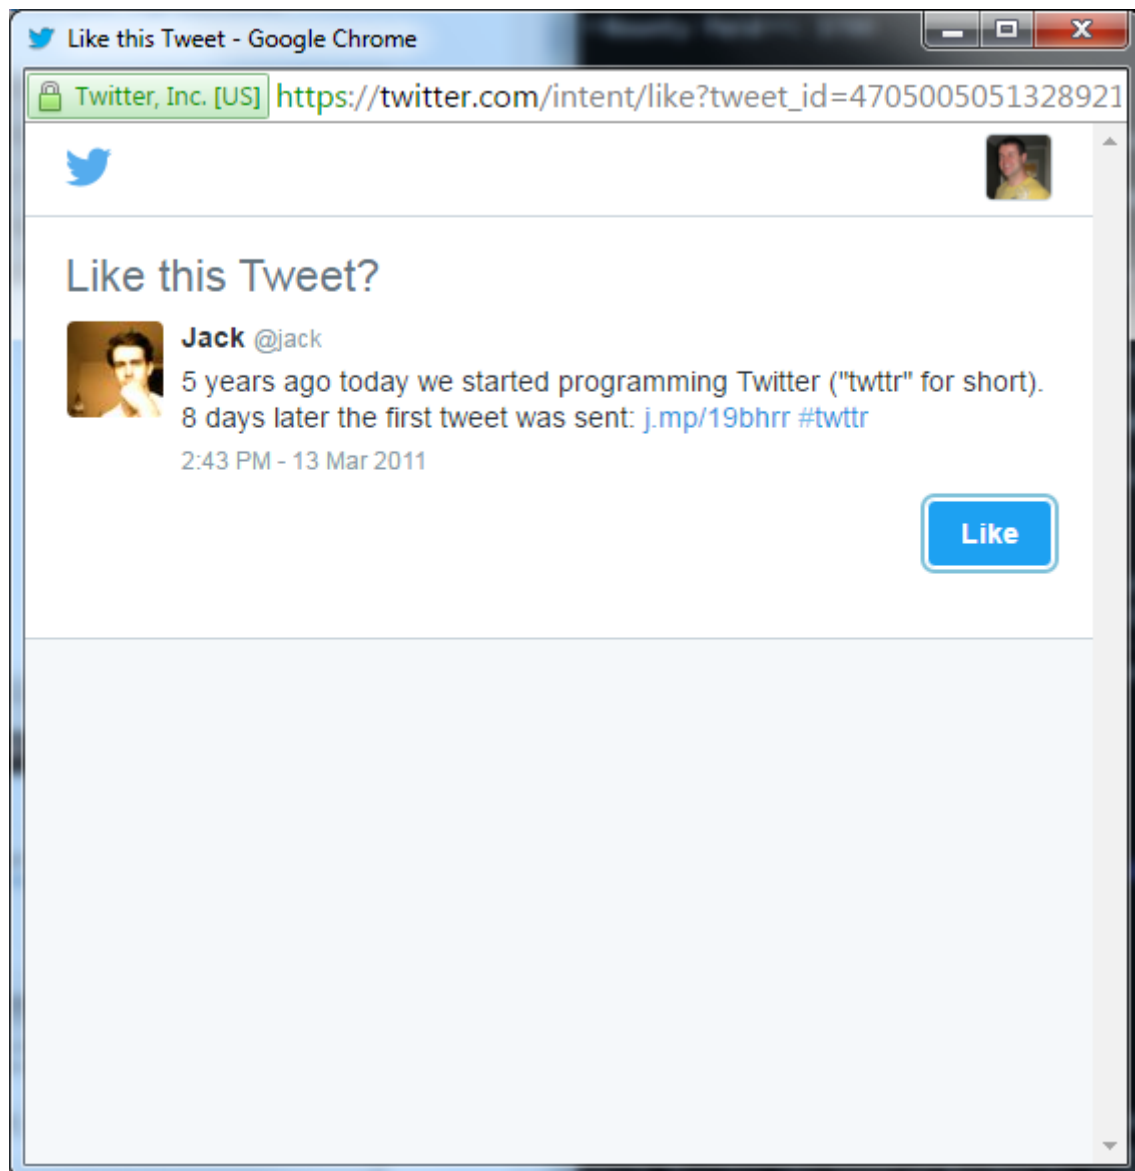 Like this Tweet - Google Chrome
Twitter, Inc. [US] https://twitter.com/intent/like?tweet_id=4705005051328921
Like this Tweet?
Jack @jack
5 years ago today we started programming Twitter ("twttr" for short).
8 days later the first tweet was sent: j.mp/19bhrr #twttr
2:43 PM - 13 Mar 2011
Like